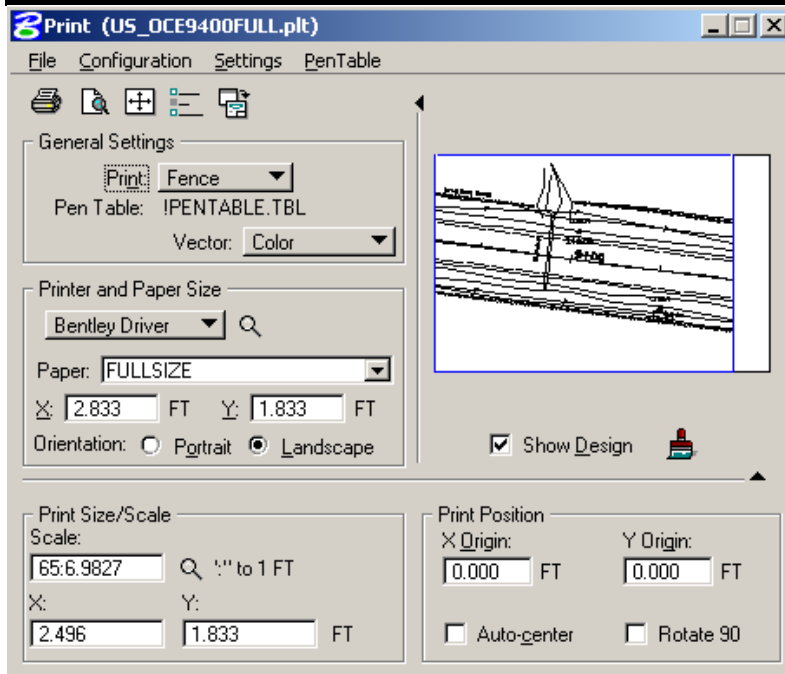 Print (US_OCE9400FULL.plt)
File Configuration Settings PenTable
General Settings
Print: Fence
Pen Table: !PENTABLE.TBL
Vector: Color
Printer and Paper Size
Bentley Driver
Paper: FULLSIZE
X: 2.833 FT Y: 1.833 FT
Orientation: Portrait Landscape
Show Design
Print Size/Scale
Scale:
65:6.9827 ':" to 1 FT
X: Y:
2.496 1.833 FT
Print Position
X Origin: Y Origin:
0.000 FT 0.000 FT
Auto-center Rotate 90